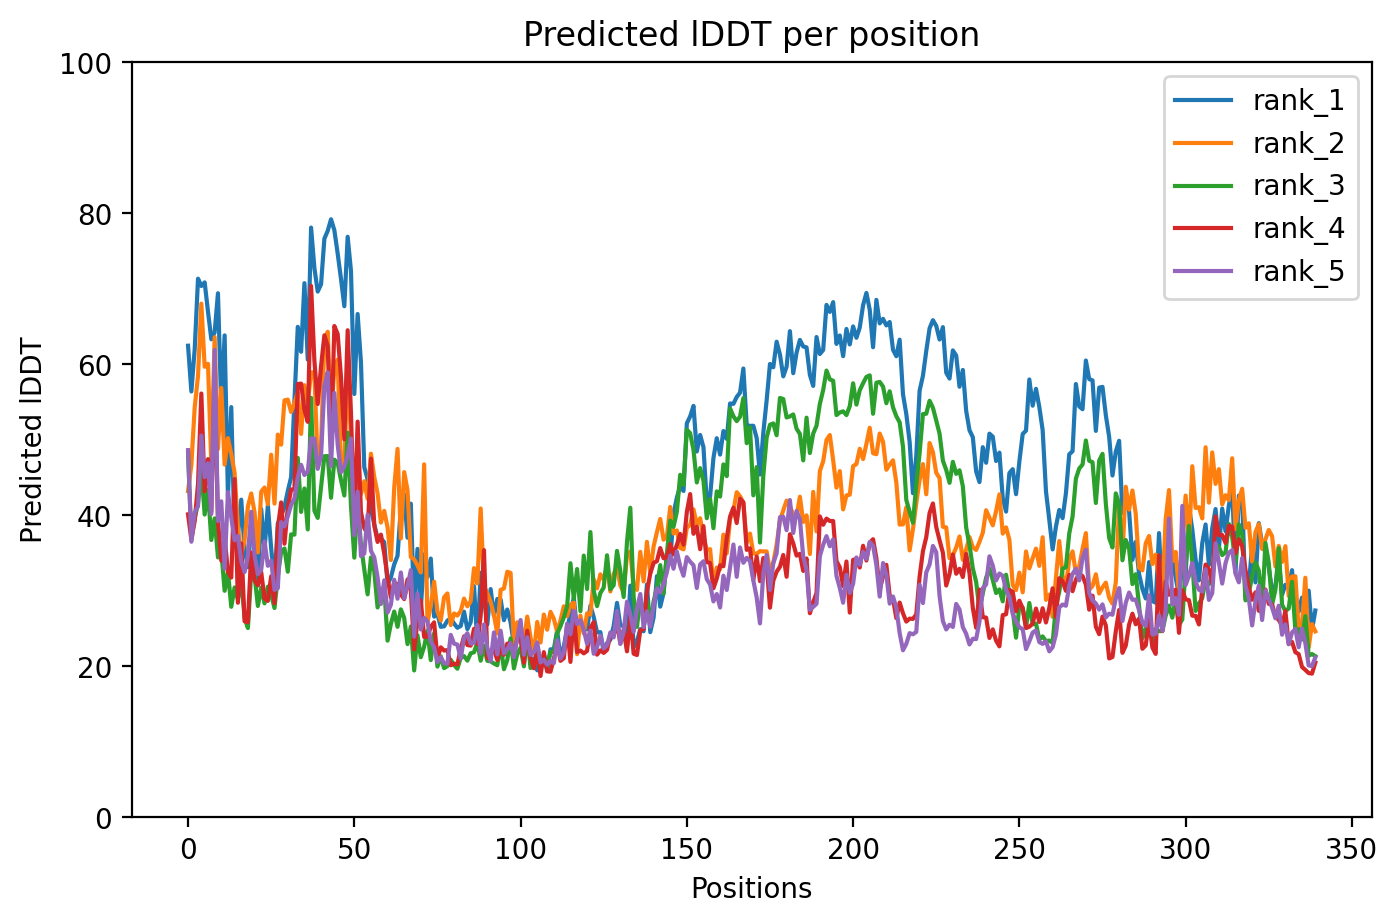 Predicted lDDT per position
100
80
60
40
20
0
Predicted lDDT
rank_1
rank_2
rank_3
rank_4
rank_5
0 50 100 150 200 250 300 350
Positions